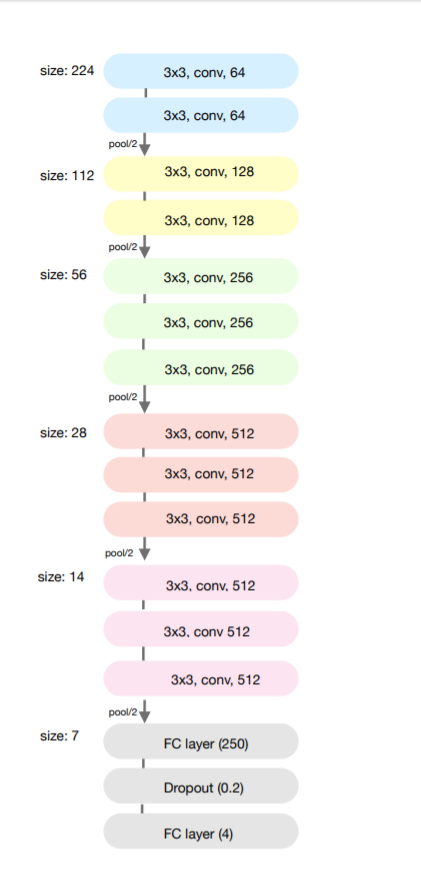 size: 224
3x3, conv, 64
3x3, conv, 64
pool/2
size: 112
3x3, conv, 128
3x3, conv, 128
pool/2
size: 56
3x3, conv, 256
3x3, conv, 256
3x3, conv, 256
pool/2
size: 28
3x3, conv, 512
3x3, conv, 512
3x3, conv, 512
pool/2
size: 14
3x3, conv, 512
3x3, conv 512
3x3, conv, 512
pool/2
size: 7
FC layer (250)
Dropout (0.2)
FC layer (4)